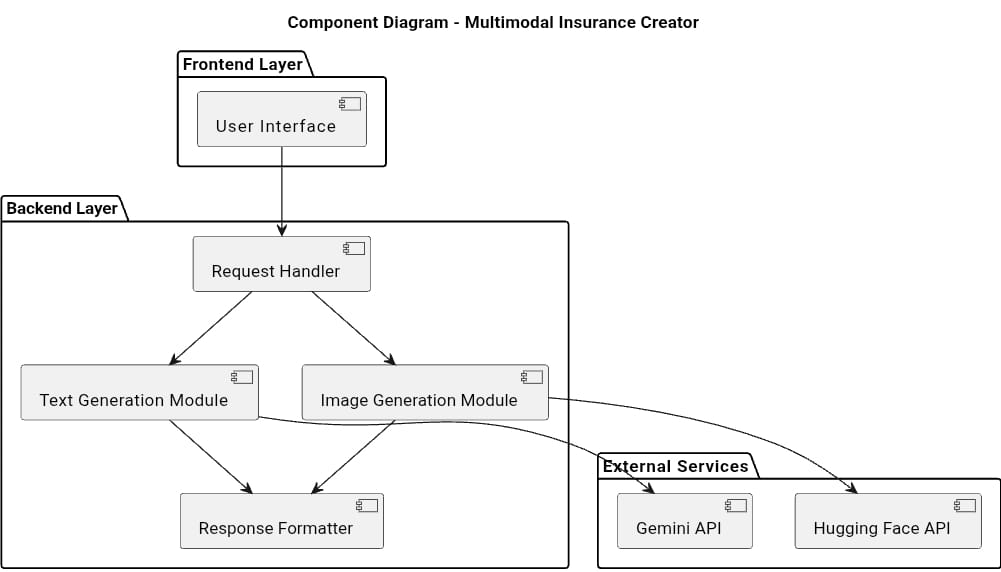 Component Diagram - Multimodal Insurance Creator
Frontend Layer
User Interface
Backend Layer
Request Handler
Text Generation Module
Image Generation Module
External Services
Response Formatter
Gemini API
Hugging Face API